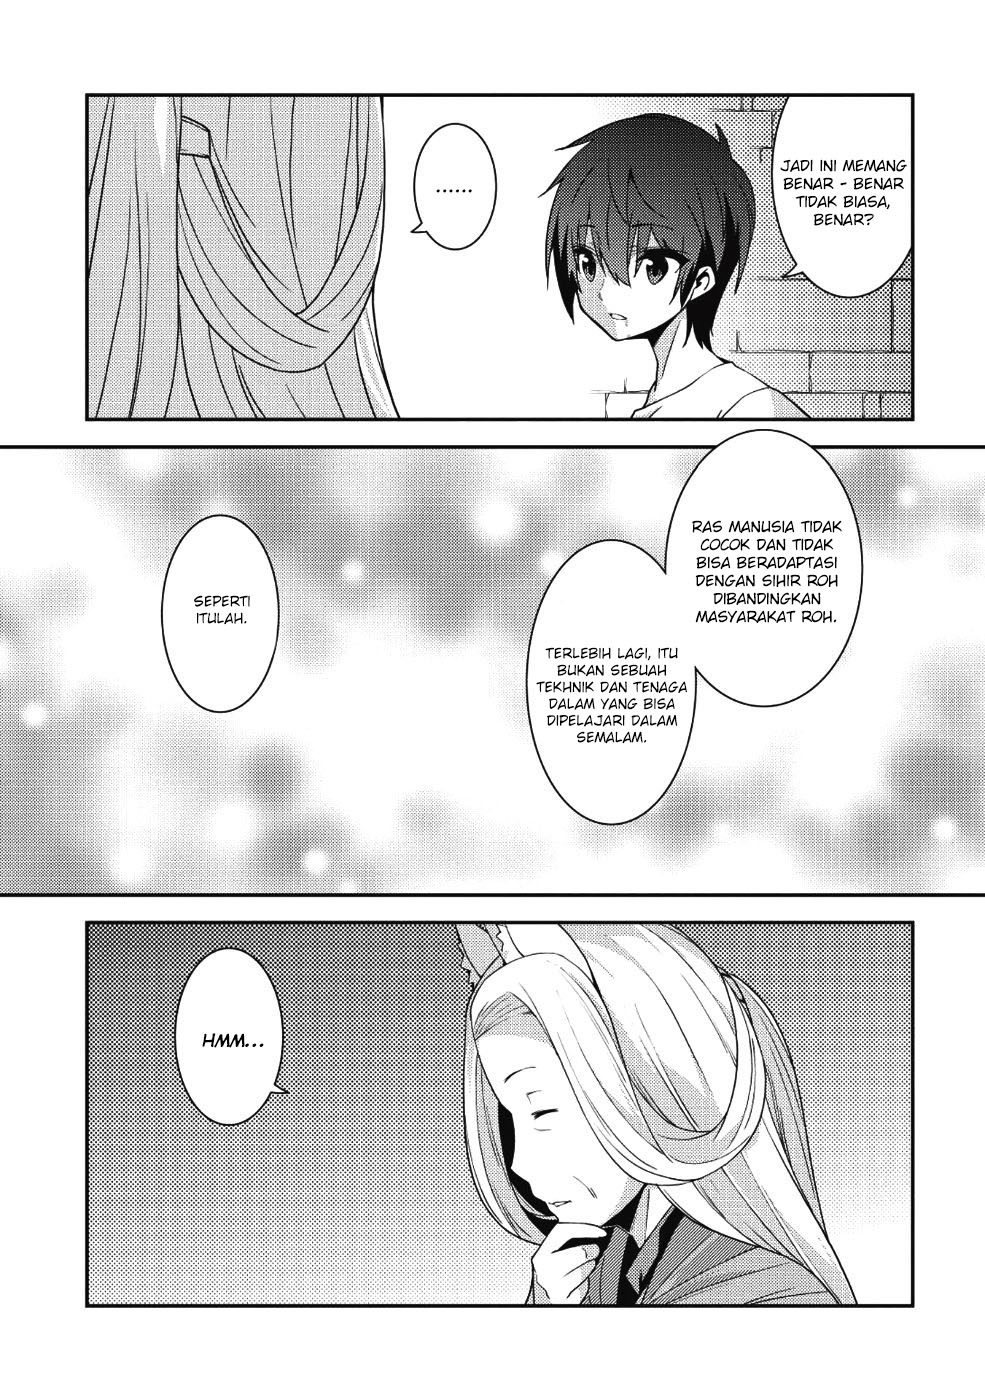 JADI INI MEMANG
BENAR - BENAR
TIDAK BIASA,
BENAR?
......
RAS MANUSIA TIDAK
COCOK DAN TIDAK
BISA BERADAPTASI
DENGAN SIHIR ROH
DIBANDINGKAN
MASYARAKAT ROH.
TERLEBIH LAGI, ITU
BUKAN SEBUAH
TEKHNIK DAN TENAGA
DALAM YANG BISA
DIPELAJARI DALAM
SEMALAM.
SEPERTI
ITULAH.
HMM...